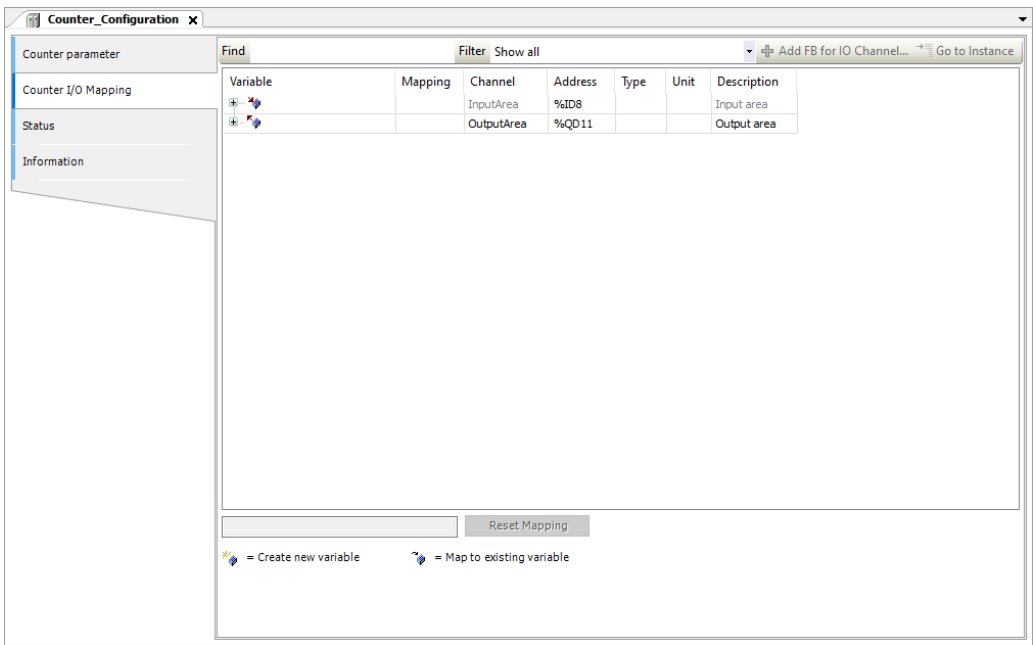 Counter_Configuration X
Counter parameter
Counter I/O Mapping
Status
Information
Find Filter Show all Add FB for IO Channel... Go to Instance
Variable Mapping Channel Address Type Unit Description
InputArea %ID8 Input area
OutputArea %QD11 Output area
Reset Mapping
= Create new variable = Map to existing variable